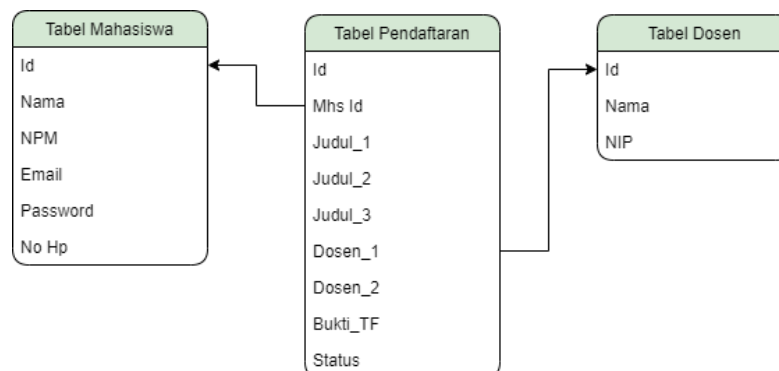 Tabel Mahasiswa
Id
Nama
NPM
Email
Password
No Hp
Tabel Pendaftaran
Id
Mhs Id
Judul_1
Judul_2
Judul_3
Dosen_1
Dosen_2
Bukti_TF
Status
Tabel Dosen
Id
Nama
NIP